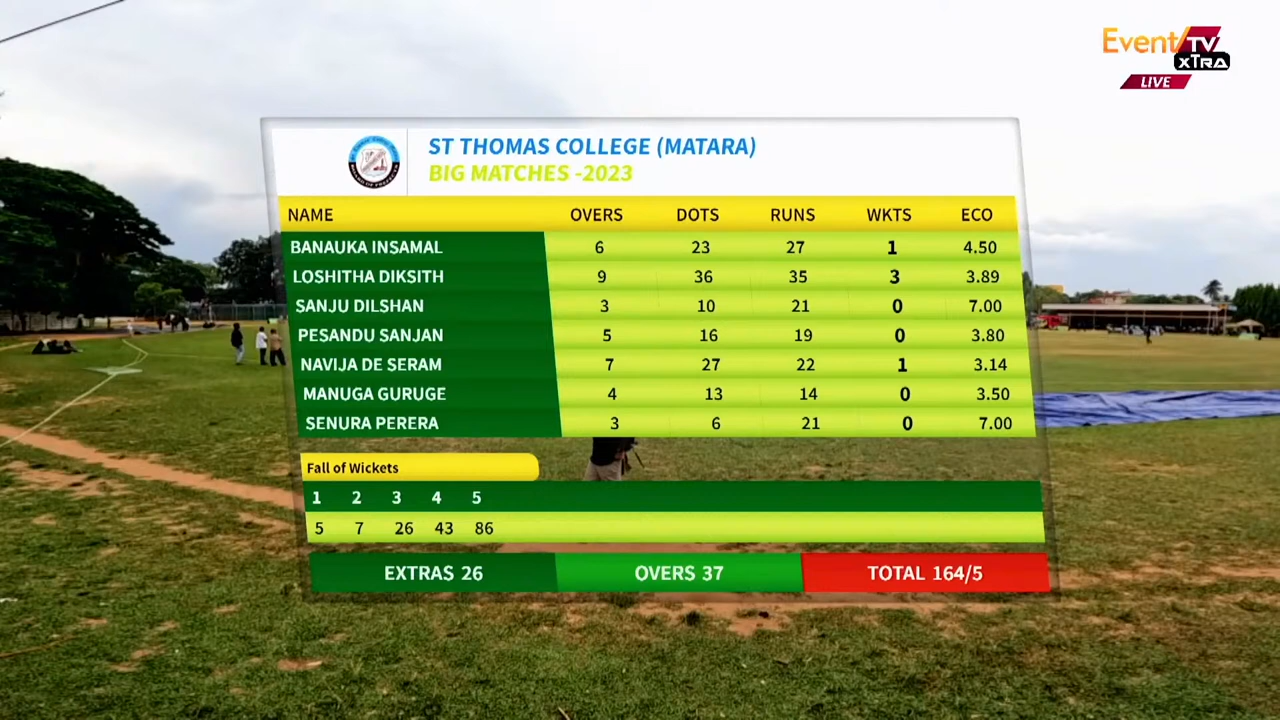 Event TV
XTRA
LIVE
ST THOMAS COLLEGE (MATARA)
BIG MATCHES -2023
NAME OVERS DOTS RUNS WKTS ECO
BANAUKA INSAMAL 6 23 27 1 4.50
LOSHITHA DIKSITH 9 36 35 3 3.89
SANJU DILSHAN 3 10 21 0 7.00
PESANDU SANJAN 5 16 19 0 3.80
NAVIJA DE SERAM 7 27 22 1 3.14
MANUGA GURUGE 4 13 14 0 3.50
SENURA PERERA 3 6 21 0 7.00
Fall of Wickets
1 2 3 4 5
5 7 26 43 86
EXTRAS 26 OVERS 37 TOTAL 164/5